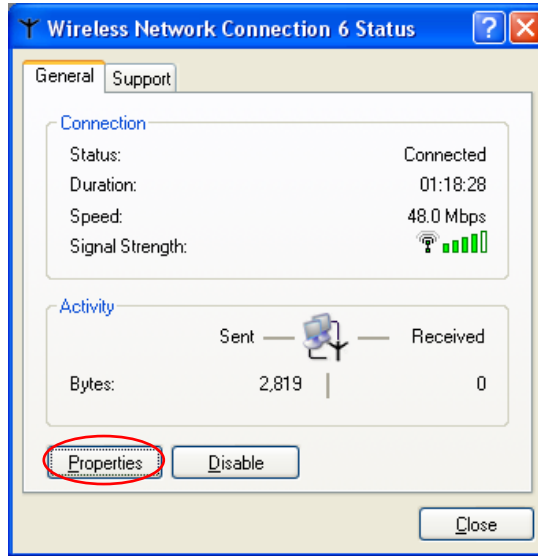 Wireless Network Connection 6 Status
General Support
Connection
Status: Connected
Duration: 01:18:28
Speed: 48.0 Mbps
Signal Strength:
Activity
Sent Received
Bytes: 2,819 0
Properties Disable
Close